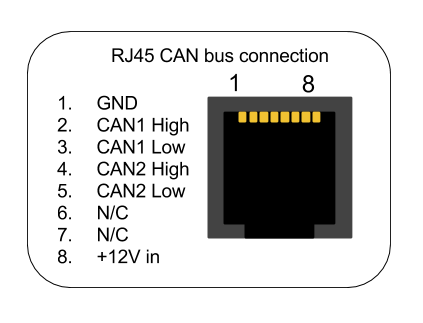 RJ45 CAN bus connection
1 8
1. GND
2. CAN1 High
3. CAN1 Low
4. CAN2 High
5. CAN2 Low
6. N/C
7. N/C
8. +12V in